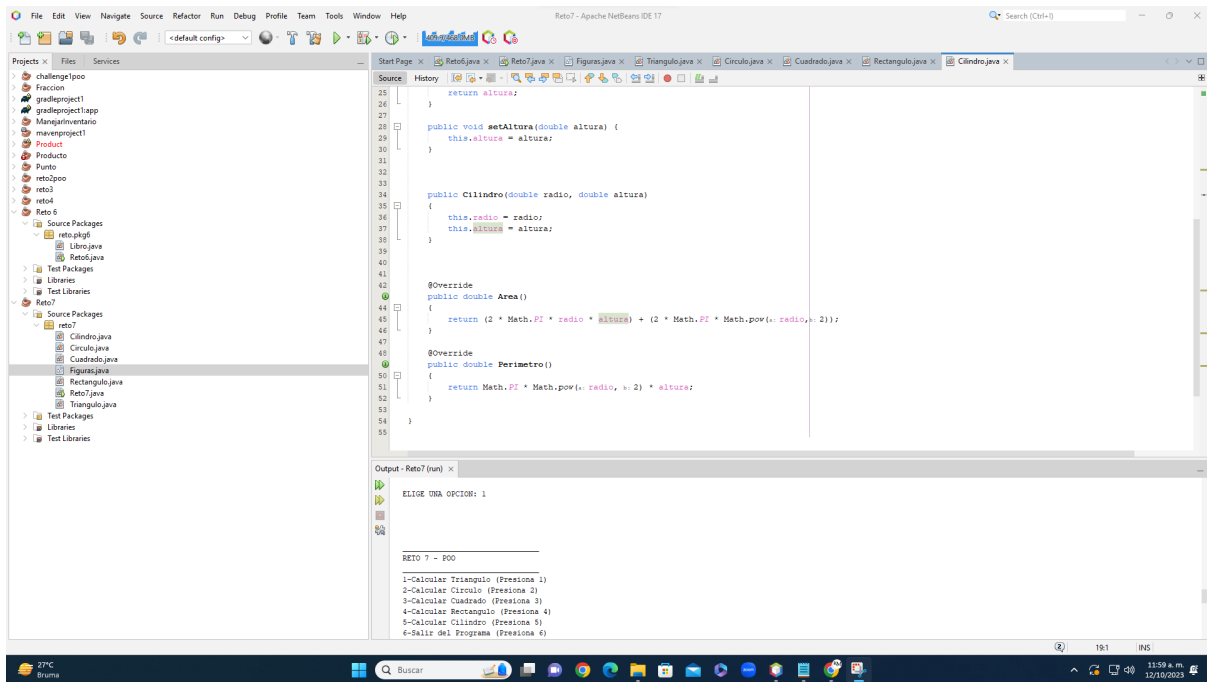 File Edit View Navigate Source Refactor Run Debug Profile Team Tools Window Help
Reto7 - Apache NetBeans IDE 17
Search (Ctrl+I)
<default config>
Projects Files Services
challenge1poo
Fraccion
gradleproject1
gradleproject1:app
ManejarInventario
mavenproject1
Product
Producto
Punto
reto2poo
reto3
reto4
Reto 6
Source Packages
reto.pkg6
Libro.java
Reto6.java
Test Packages
Libraries
Test Libraries
Reto7
Source Packages
reto7
Cilindro.java
Circulo.java
Cuadrado.java
Figuras.java
Rectangulo.java
Reto7.java
Triangulo.java
Test Packages
Libraries
Test Libraries
Start Page Reto6.java Reto7.java Figuras.java Triangulo.java Circulo.java Cuadrado.java Rectangulo.java Cilindro.java
Source History
25 return altura;
26 }
27
28 public void setAltura(double altura) {
29 this.altura = altura;
30 }
31
32
33
34 public Cilindro(double radio, double altura)
35 {
36 this.radio = radio;
37 this.altura = altura;
38 }
39
40
41
42 @Override
public double Area()
44 {
45 return (2 * Math.PI * radio * altura) + (2 * Math.PI * Math.pow(a: radio,b: 2));
46 }
47
48 @Override
public double Perimetro()
50 {
51 return Math.PI * Math.pow(a: radio, b: 2) * altura;
52 }
53
54 }
55
Output - Reto7 (run)
ELIGE UNA OPCION: 1
RETO 7 - POO
1-Calcular Triangulo (Presiona 1)
2-Calcular Circulo (Presiona 2)
3-Calcular Cuadrado (Presiona 3)
4-Calcular Rectangulo (Presiona 4)
5-Calcular Cilindro (Presiona 5)
6-Salir del Programa (Presiona 6)
2 19:1 INS
27°C
Bruma
Buscar
11:59 a. m.
12/10/2023